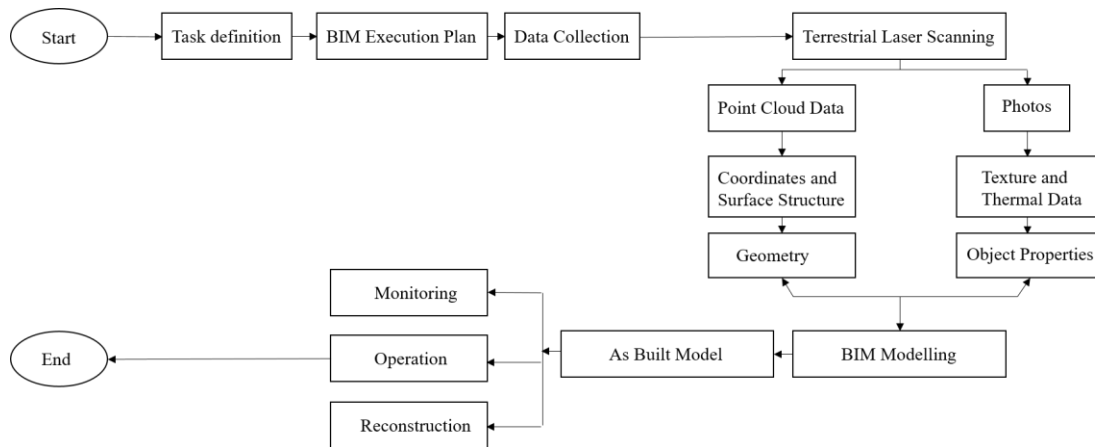 Start
Task definition
BIM Execution Plan
Data Collection
Terrestrial Laser Scanning
Point Cloud Data
Photos
Coordinates and
Surface Structure
Texture and
Thermal Data
Geometry
Object Properties
Monitoring
End
Operation
As Built Model
BIM Modelling
Reconstruction